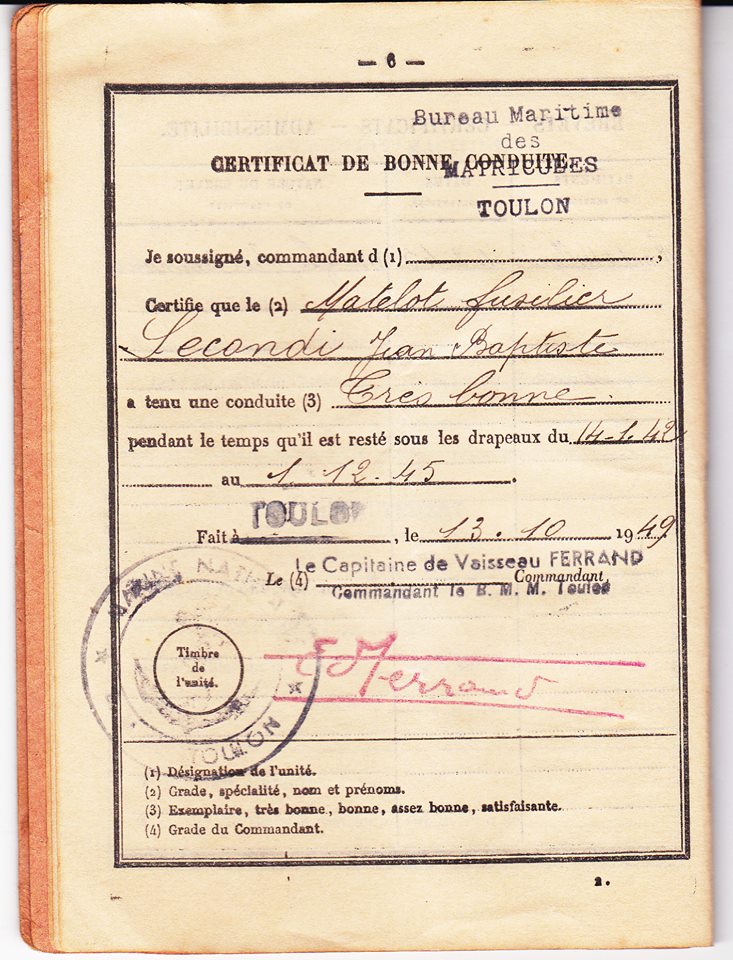 — 6 —
Bureau Maritime
des
CERTIFICAT DE BONNE CONDUITE
MATRICULES
TOULON
Je soussigné, commandant d (1) ,
Certifie que le (2) Matelot fusilier
Secondi Jean Baptiste
a tenu une conduite (3) Très bonne.
pendant le temps qu'il est resté sous les drapeaux du 14-1.42
au 1.12.45.
Fait à TOULON, le 13.10 1949
Le Capitaine de Vaisseau FERRAND
Le (4) Commandant,
Commandant le B. M. M. Toulon
Ferrand
MARINE NATIONALE
Timbre
de
l'unité.
TOULON
(1) Désignation de l'unité.
(2) Grade, spécialité, nom et prénoms.
(3) Exemplaire, très bonne, bonne, assez bonne, satisfaisante.
(4) Grade du Commandant.
2.